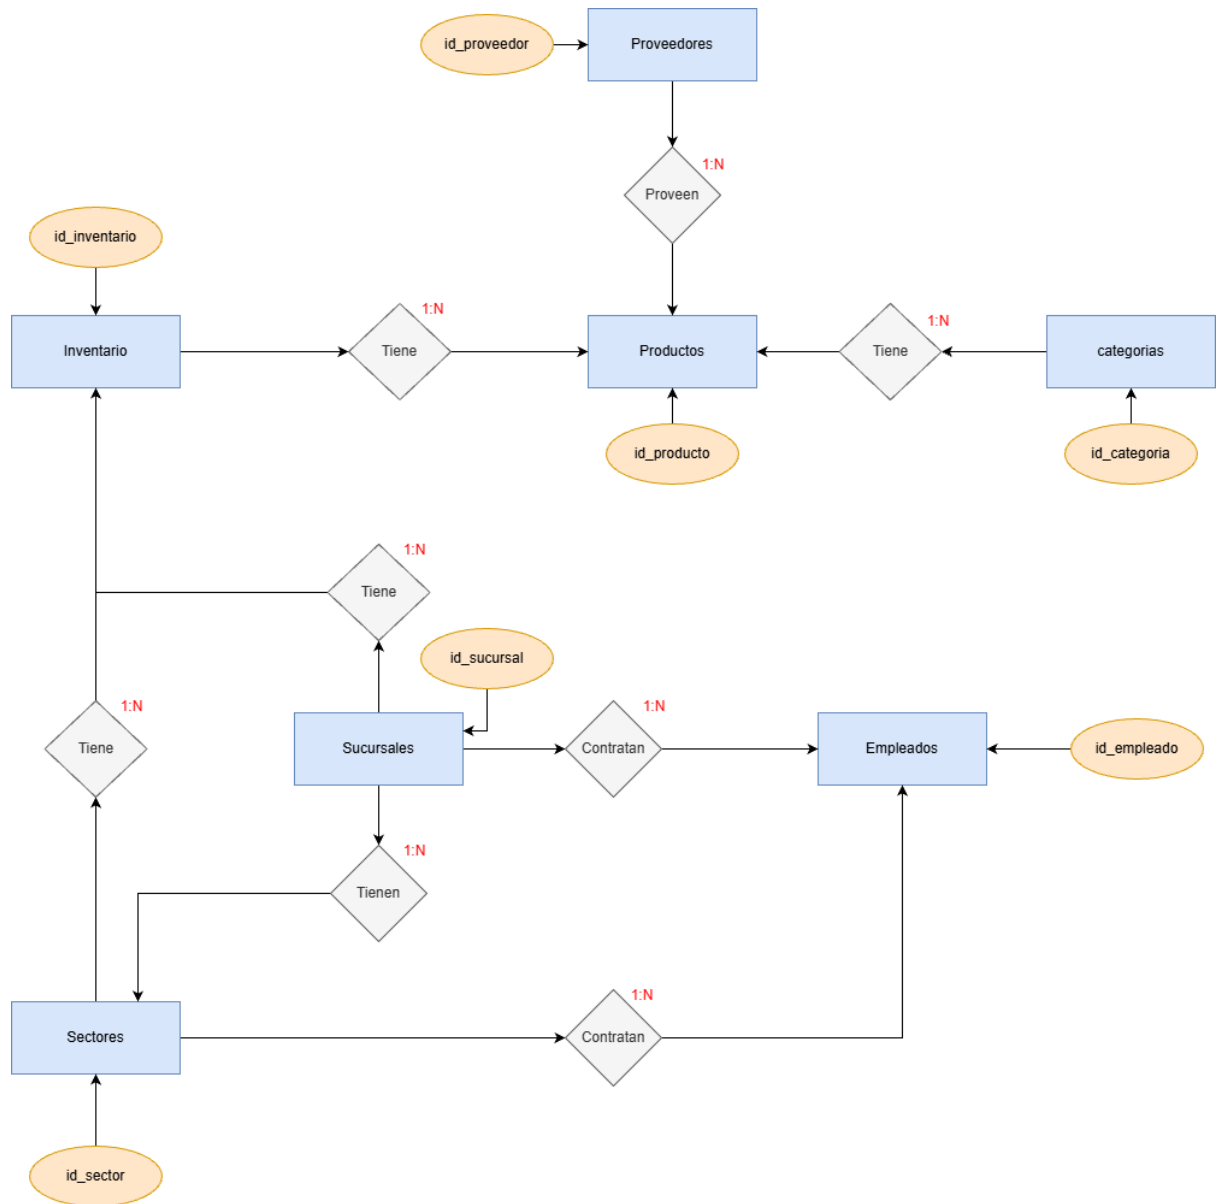 id_proveedor
Proveedores
1:N
Proveen
id_inventario
1:N
1:N
Inventario
Tiene
Productos
Tiene
categorias
id_producto
id_categoria
1:N
Tiene
id_sucursal
1:N
1:N
Tiene
Sucursales
Contratan
Empleados
id_empleado
1:N
Tienen
1:N
Sectores
Contratan
id_sector